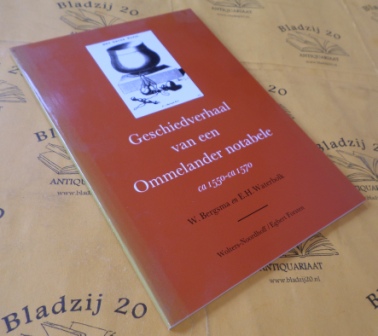 Bladzij 20
Geschiedverhaal
van een
Ommelander notabele
ca 1550-ca 1570
W. Bergsma en E.H. Waterbolk
Wolters-Noordhoff / Egbert Forsten
Bladzij 20
ANTIQUARIAAT
Bladzij 20
ANTIQUARIAAT
www.bladzij20.nl
Bladzij 20